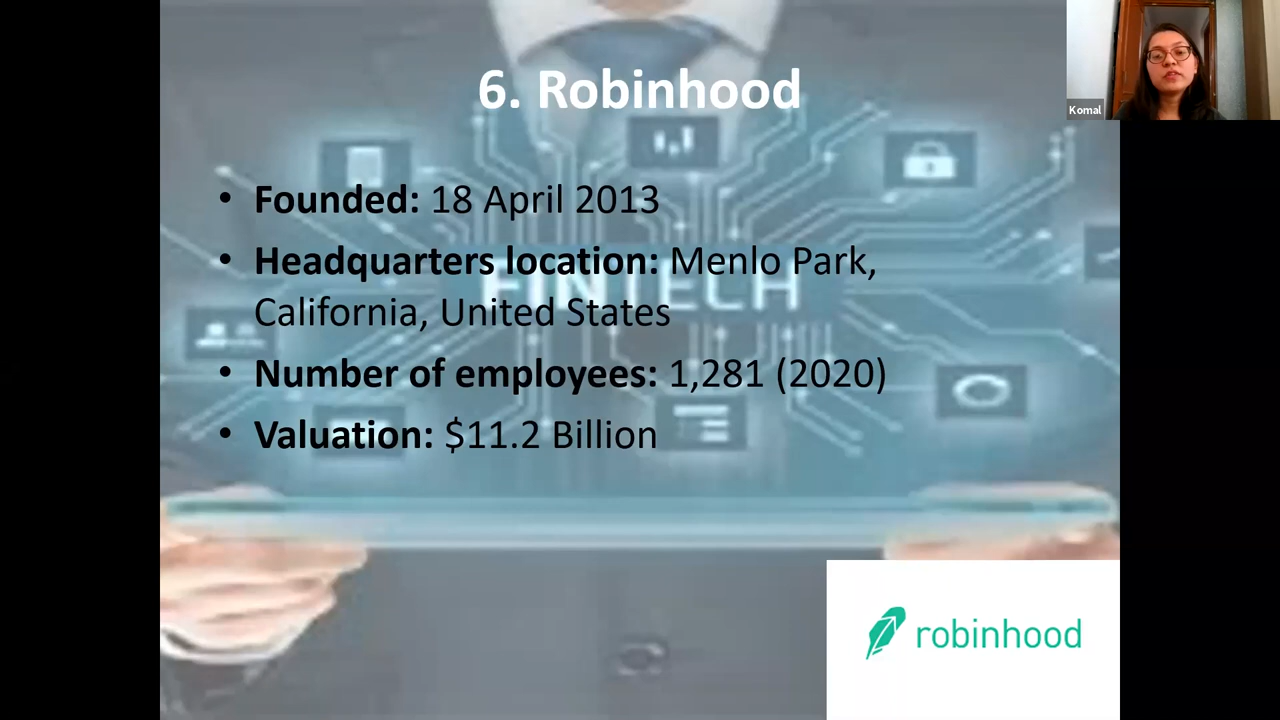 6. Robinhood
Komal
• Founded: 18 April 2013
• Headquarters location: Menlo Park,
California, United States
FINTECH
• Number of employees: 1,281 (2020)
• Valuation: $11.2 Billion
robinhood